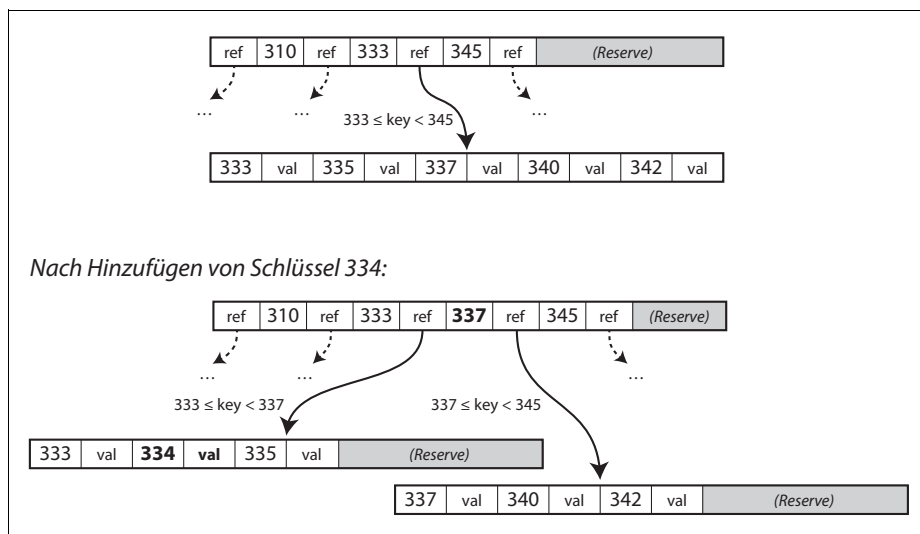 ref 310 ref 333 ref 345 ref (Reserve)
... ... ...
333 ≤ key < 345
333 val 335 val 337 val 340 val 342 val
Nach Hinzufügen von Schlüssel 334:
ref 310 ref 333 ref 337 ref 345 ref (Reserve)
... ... ...
333 ≤ key < 337 337 ≤ key < 345
333 val 334 val 335 val (Reserve)
337 val 340 val 342 val (Reserve)